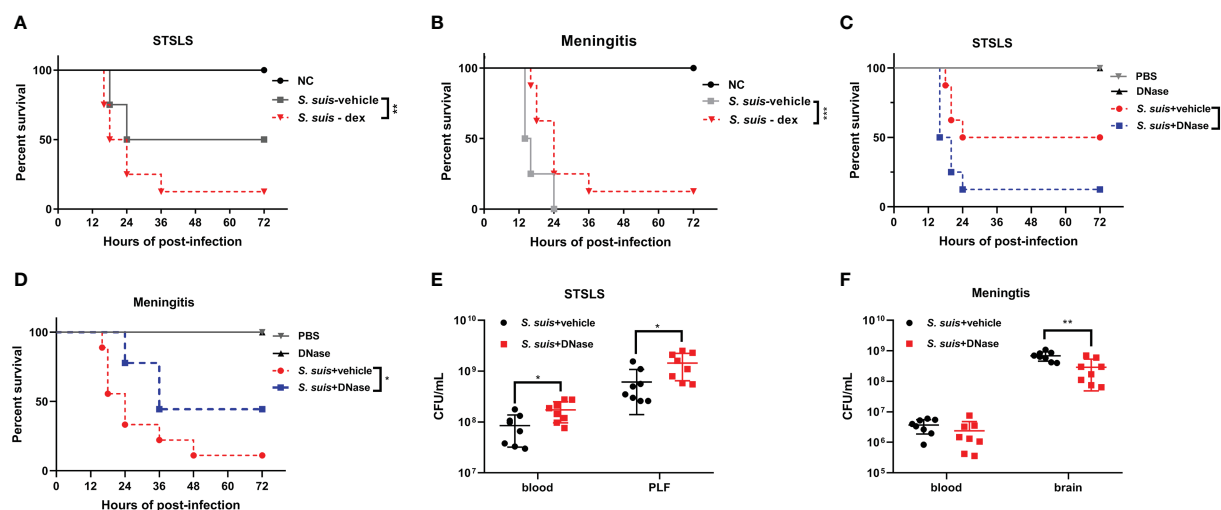 A
STSLS
Percent survival
100
50
0
0 12 24 36 48 60 72
Hours of post-infection
NC
S. suis-vehicle
S. suis - dex
**
B
Meningitis
Percent survival
100
50
0
0 12 24 36 48 60 72
Hours of post-infection
NC
S. suis-vehicle
S. suis - dex
***
C
STSLS
Percent survival
100
50
0
0 12 24 36 48 60 72
Hours of post-infection
PBS
DNase
S. suis+vehicle
S. suis+DNase
D
Meningitis
Percent survival
100
50
0
0 12 24 36 48 60 72
Hours of post-infection
PBS
DNase
S. suis+vehicle
S. suis+DNase
*
E
STSLS
S. suis+vehicle
S. suis+DNase
CFU/mL
10¹⁰
10⁹
10⁸
10⁷
*
*
blood PLF
F
Meningtis
S. suis+vehicle
S. suis+DNase
CFU/mL
10¹⁰
10⁹
10⁸
10⁷
10⁶
10⁵
**
blood brain